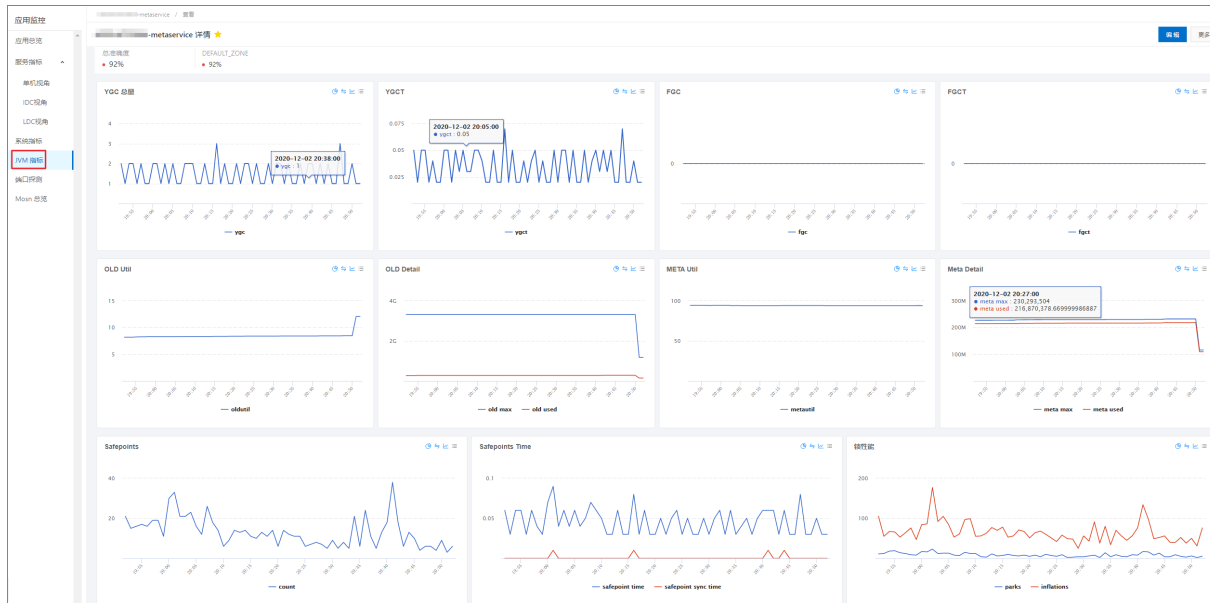 应用监控
应用总览
服务指标
单机视角
IDC视角
LDC视角
系统指标
JVM 指标
端口探测
Mosn 总览
-metaservice / 查看
-metaservice 详情
编辑
更多
总准确度
92%
DEFAULT_ZONE
92%
YGC 总量
4
3
2
1
2020-12-02 20:38:00
ygc : 1
ygc
YGCT
0.075
0.05
0.025
2020-12-02 20:05:00
ygct : 0.05
ygct
FGC
0
fgc
FGCT
0
fgct
OLD Util
15
10
5
oldutil
OLD Detail
4G
2G
old max
old used
META Util
100
50
metautil
Meta Detail
300M
200M
100M
2020-12-02 20:27:00
meta max : 230,293,504
meta used : 216,870,378.669999986887
meta max
meta used
Safepoints
40
20
count
Safepoints Time
0.1
0.05
safepoint time
safepoint sync time
锁性能
200
100
parks
inflations